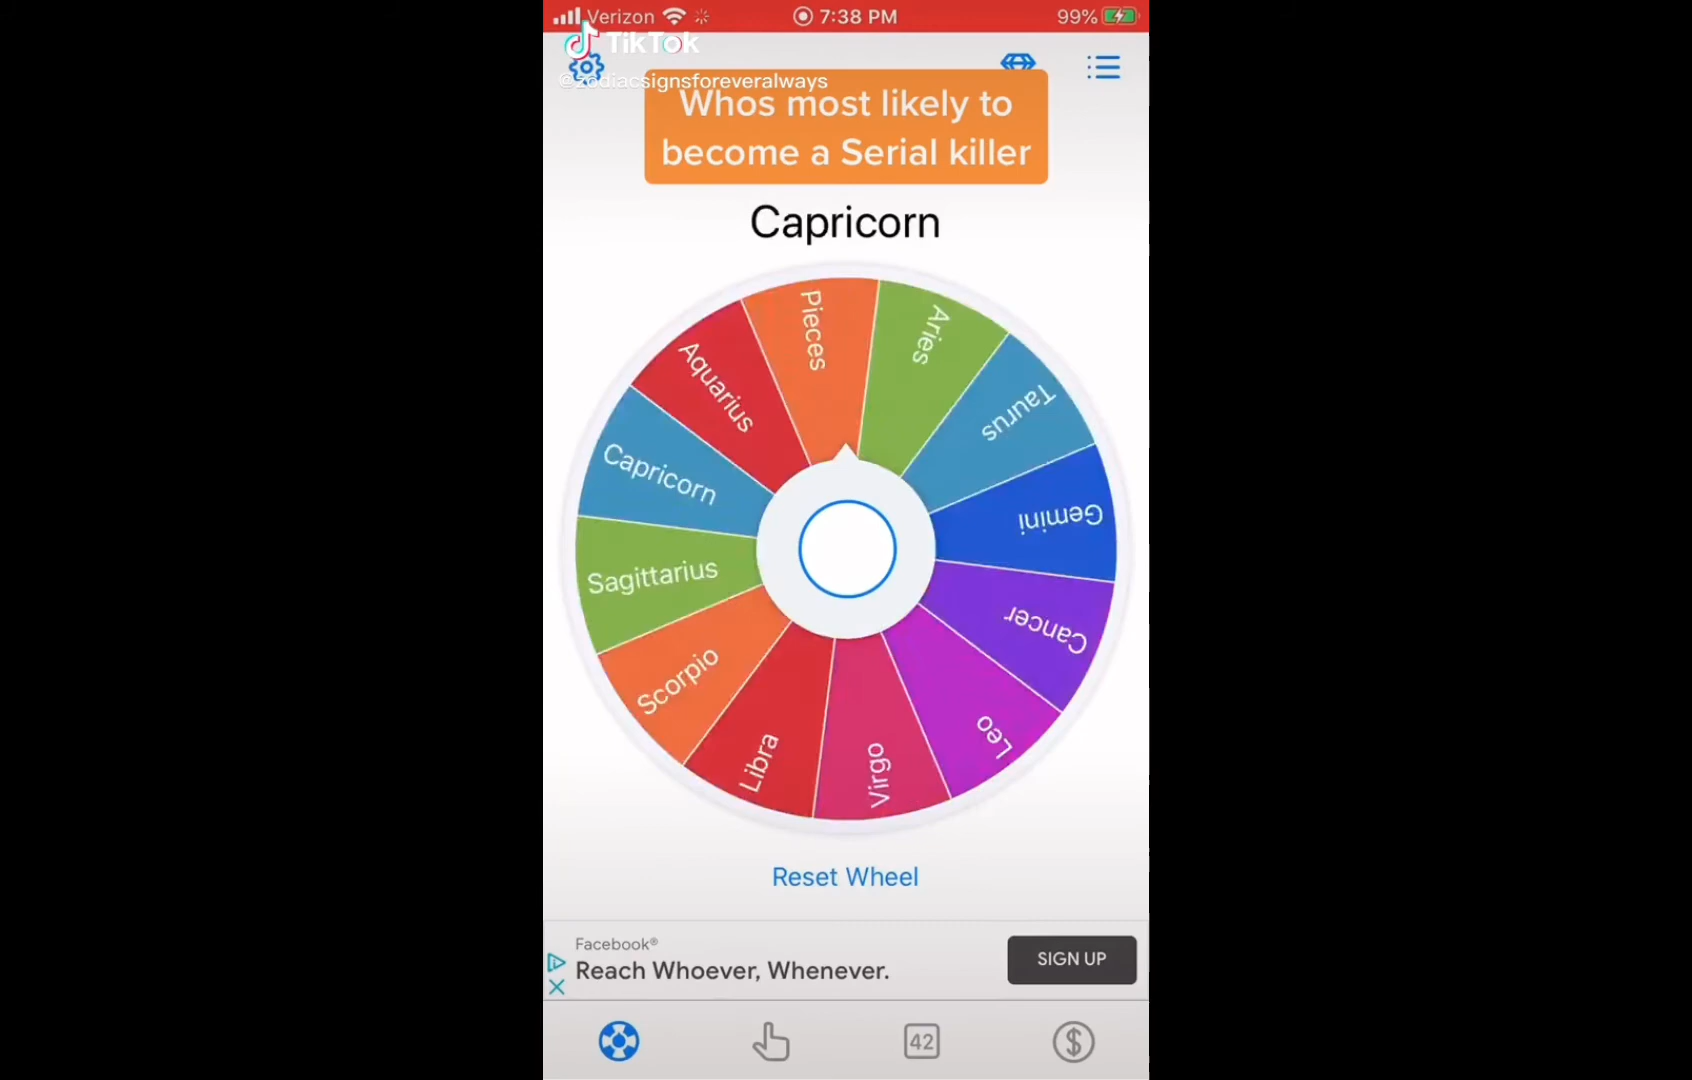 Verizon
7:38 PM
99%
TikTok
@zodiacsignsforeveralways
Whos most likely to
become a Serial killer
Capricorn
Pieces
Aries
Taurus
Gemini
Cancer
Leo
Virgo
Libra
Scorpio
Sagittarius
Capricorn
Aquarius
Reset Wheel
Facebook®
Reach Whoever, Whenever.
SIGN UP
42
$